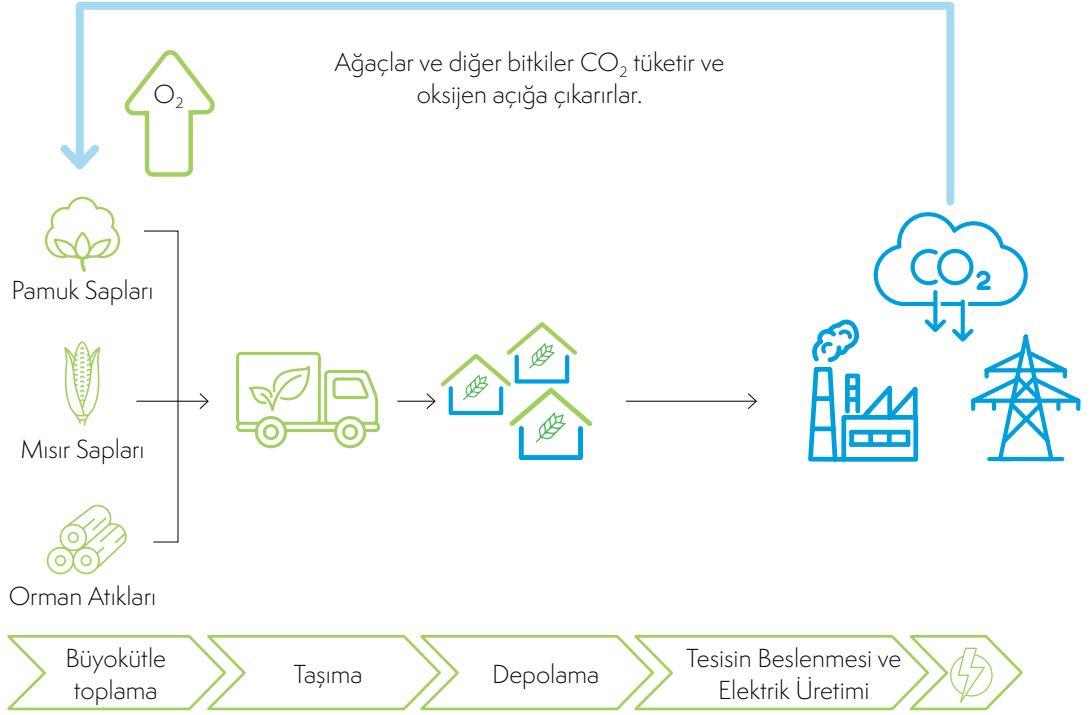 Ağaçlar ve diğer bitkiler CO₂ tüketir ve
oksijen açığa çıkarırlar.
O₂
CO₂
Pamuk Sapları
Mısır Sapları
Orman Atıkları
Büyokütle
toplama
Taşıma
Depolama
Tesisin Beslenmesi ve
Elektrik Üretimi